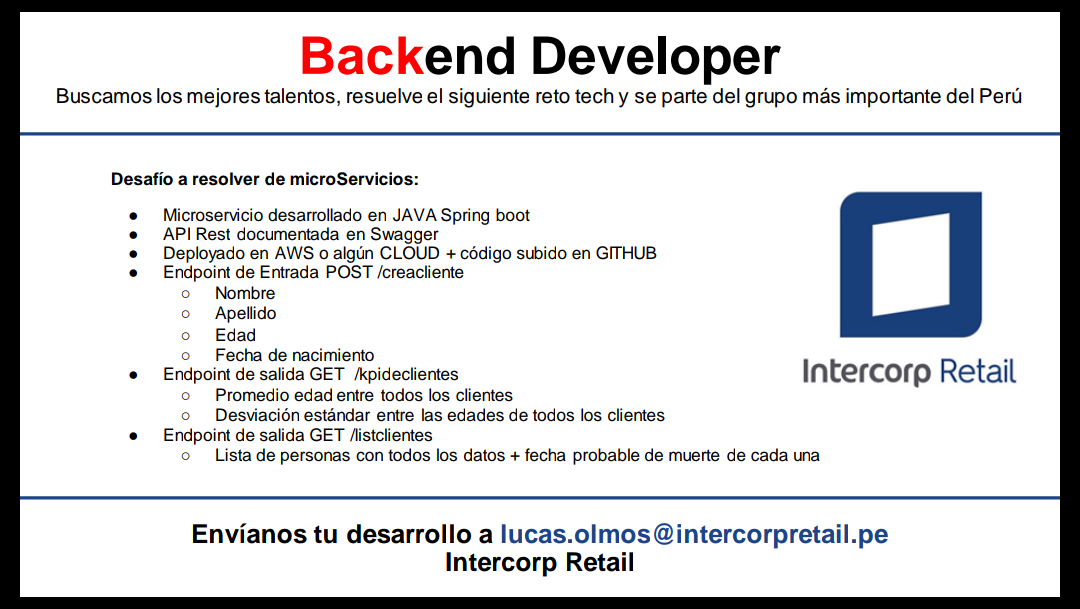 Backend Developer
Buscamos los mejores talentos, resuelve el siguiente reto tech y se parte del grupo más importante del Perú
Desafío a resolver de microServicios:
● Microservicio desarrollado en JAVA Spring boot
● API Rest documentada en Swagger
● Deployado en AWS o algún CLOUD + código subido en GITHUB
● Endpoint de Entrada POST /creacliente
○ Nombre
○ Apellido
○ Edad
○ Fecha de nacimiento
● Endpoint de salida GET /kpideclientes
○ Promedio edad entre todos los clientes
○ Desviación estándar entre las edades de todos los clientes
● Endpoint de salida GET /listclientes
○ Lista de personas con todos los datos + fecha probable de muerte de cada una
Intercorp Retail
Envíanos tu desarrollo a lucas.olmos@intercorpretail.pe
Intercorp Retail